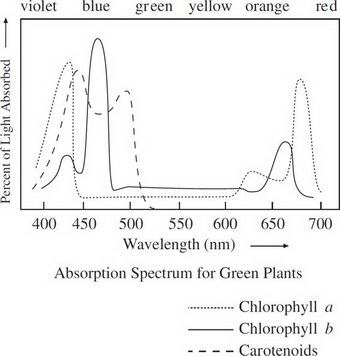 violet blue green yellow orange red
Percent of Light Absorbed
400 450 500 550 600 650 700
Wavelength (nm)
Absorption Spectrum for Green Plants
Chlorophyll a
Chlorophyll b
Carotenoids